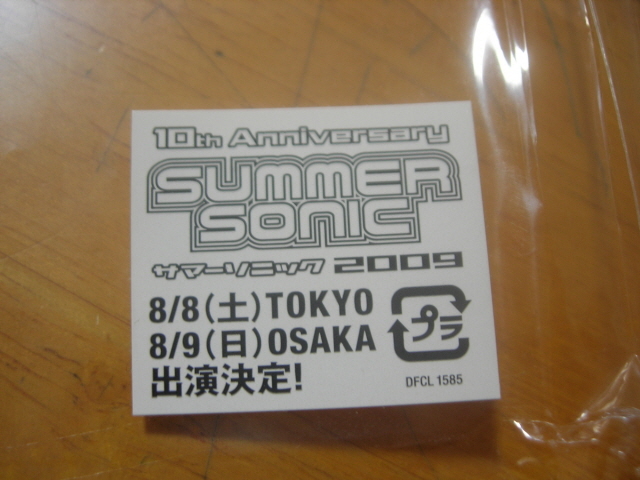 10th Anniversary
SUMMER
SONIC
サマーソニック 2009
8/8(土)TOKYO
8/9(日)OSAKA
出演決定!
プラ
DFCL 1585